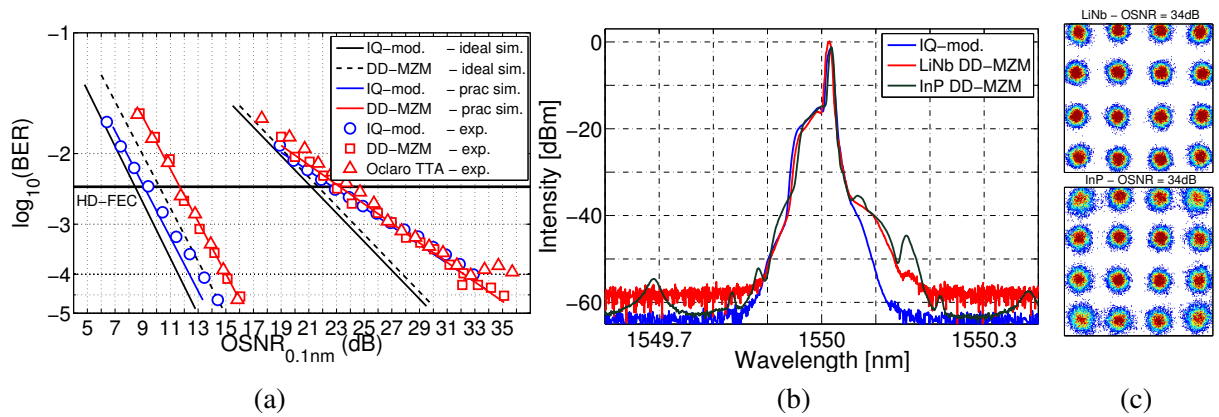 −1
−2
−3
−4
−5
log10(BER)
HD−FEC
IQ−mod. − ideal sim.
DD−MZM − ideal sim.
IQ−mod. − prac sim.
DD−MZM − prac sim.
IQ−mod. − exp.
DD−MZM − exp.
Oclaro TTA − exp.
5 7 9 11 13 15 17 19 21 23 25 27 29 31 33 35
OSNR0.1nm (dB)
(a)
0
−20
−40
−60
Intensity [dBm]
IQ−mod.
LiNb DD−MZM
InP DD−MZM
1549.7 1550 1550.3
Wavelength [nm]
(b)
LiNb − OSNR = 34dB
InP − OSNR = 34dB
(c)